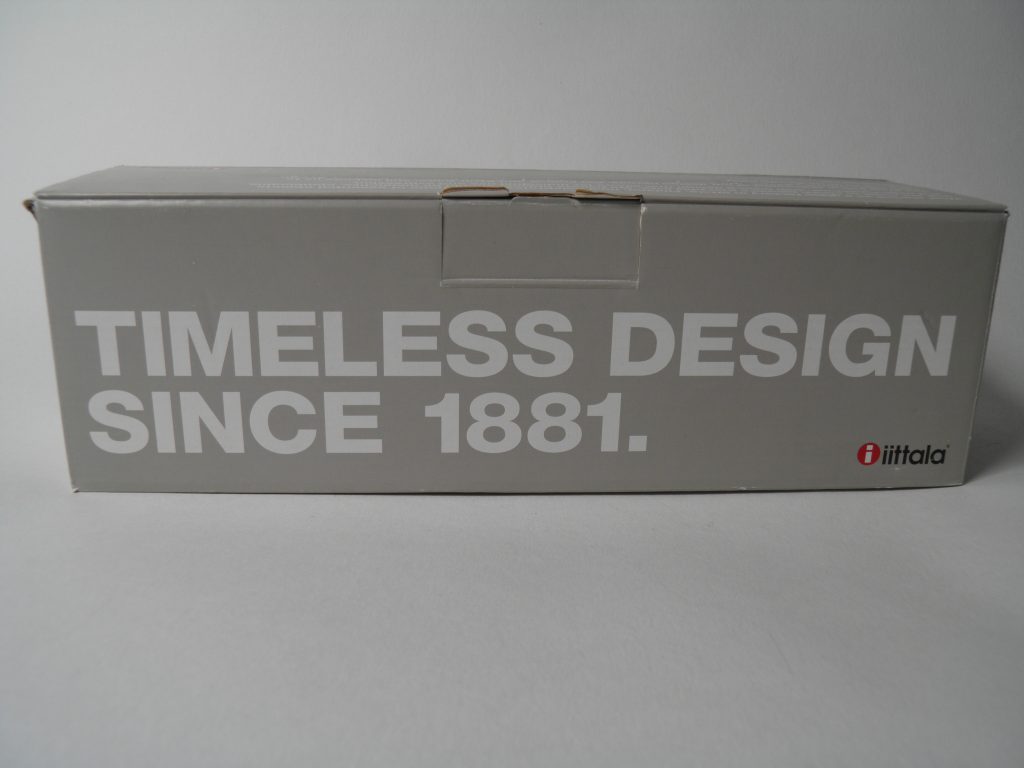 TIMELESS DESIGN
SINCE 1881.
i iittala